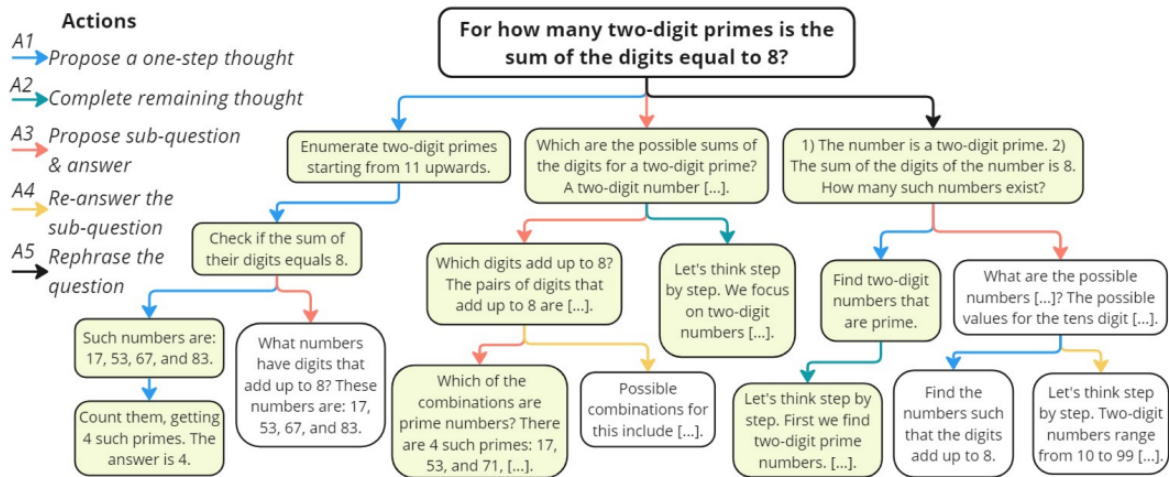 Actions
A1
Propose a one-step thought
A2
Complete remaining thought
A3
Propose sub-question
& answer
A4
Re-answer the
sub-question
A5
Rephrase the
question
For how many two-digit primes is the
sum of the digits equal to 8?
Enumerate two-digit primes
starting from 11 upwards.
Which are the possible sums of
the digits for a two-digit prime?
A two-digit number [...].
1) The number is a two-digit prime. 2)
The sum of the digits of the number is 8.
How many such numbers exist?
Check if the sum of
their digits equals 8.
Which digits add up to 8?
The pairs of digits that
add up to 8 are [...].
Let's think step
by step. We focus
on two-digit
numbers [...].
Find two-digit
numbers that
are prime.
What are the possible
numbers [...]? The possible
values for the tens digit [...].
Such numbers are:
17, 53, 67, and 83.
What numbers
have digits that
add up to 8? These
numbers are: 17,
53, 67, and 83.
Count them, getting
4 such primes. The
answer is 4.
Which of the
combinations are
prime numbers? There
are 4 such primes: 17,
53, and 71, [...].
Possible
combinations for
this include [...].
Let's think step by
step. First we find
two-digit prime
numbers. [...].
Find the
numbers such
that the digits
add up to 8.
Let's think step
by step. Two-digit
numbers range
from 10 to 99 [...].